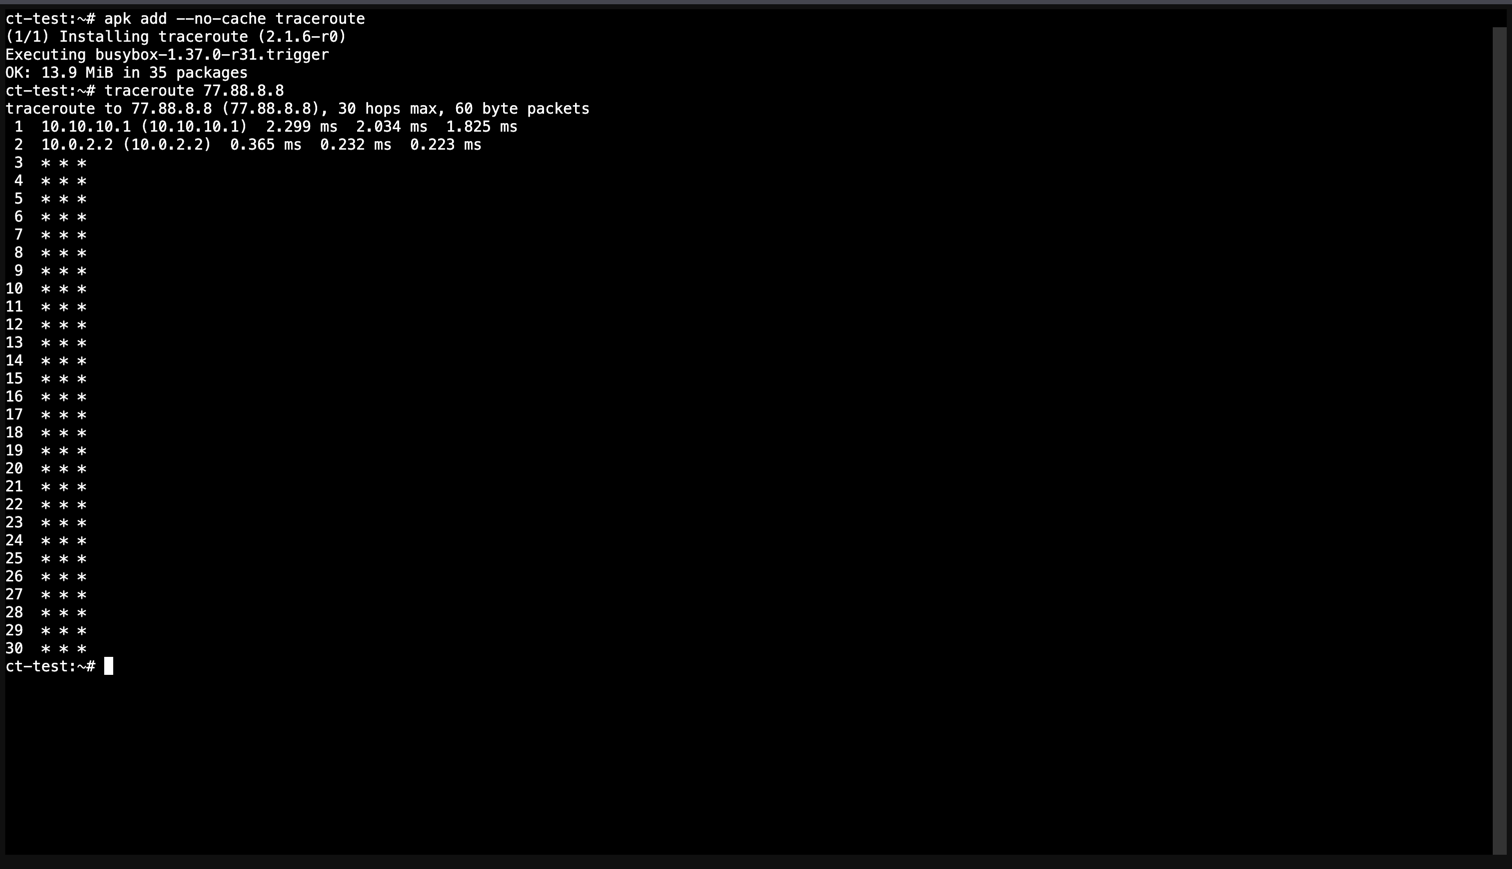 ct-test:~# apk add --no-cache traceroute
(1/1) Installing traceroute (2.1.6-r0)
Executing busybox-1.37.0-r31.trigger
OK: 13.9 MiB in 35 packages
ct-test:~# traceroute 77.88.8.8
traceroute to 77.88.8.8 (77.88.8.8), 30 hops max, 60 byte packets
 1  10.10.10.1 (10.10.10.1)  2.299 ms  2.034 ms  1.825 ms
 2  10.0.2.2 (10.0.2.2)  0.365 ms  0.232 ms  0.223 ms
 3  * * *
 4  * * *
 5  * * *
 6  * * *
 7  * * *
 8  * * *
 9  * * *
10  * * *
11  * * *
12  * * *
13  * * *
14  * * *
15  * * *
16  * * *
17  * * *
18  * * *
19  * * *
20  * * *
21  * * *
22  * * *
23  * * *
24  * * *
25  * * *
26  * * *
27  * * *
28  * * *
29  * * *
30  * * *
ct-test:~#